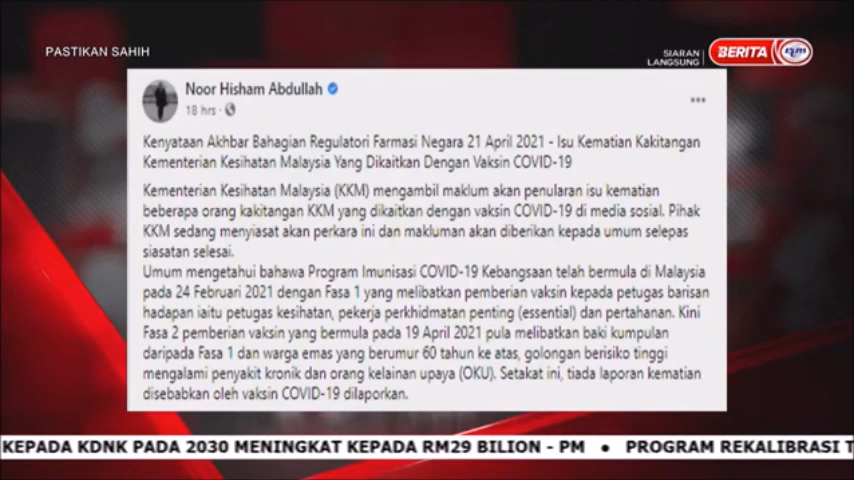 PASTIKAN SAHIH
SIARAN
LANGSUNG
BERITA rtm
Noor Hisham Abdullah
18 hrs ·
Kenyataan Akhbar Bahagian Regulatori Farmasi Negara 21 April 2021 - Isu Kematian Kakitangan
Kementerian Kesihatan Malaysia Yang Dikaitkan Dengan Vaksin COVID-19
Kementerian Kesihatan Malaysia (KKM) mengambil maklum akan penularan isu kematian
beberapa orang kakitangan KKM yang dikaitkan dengan vaksin COVID-19 di media sosial. Pihak
KKM sedang menyiasat akan perkara ini dan makluman akan diberikan kepada umum selepas
siasatan selesai.
Umum mengetahui bahawa Program Imunisasi COVID-19 Kebangsaan telah bermula di Malaysia
pada 24 Februari 2021 dengan Fasa 1 yang melibatkan pemberian vaksin kepada petugas barisan
hadapan iaitu petugas kesihatan, pekerja perkhidmatan penting (essential) dan pertahanan. Kini
Fasa 2 pemberian vaksin yang bermula pada 19 April 2021 pula melibatkan baki kumpulan
daripada Fasa 1 dan warga emas yang berumur 60 tahun ke atas, golongan berisiko tinggi
mengalami penyakit kronik dan orang kelainan upaya (OKU). Setakat ini, tiada laporan kematian
disebabkan oleh vaksin COVID-19 dilaporkan.
KEPADA KDNK PADA 2030 MENINGKAT KEPADA RM29 BILION - PM • PROGRAM REKALIBRASI T